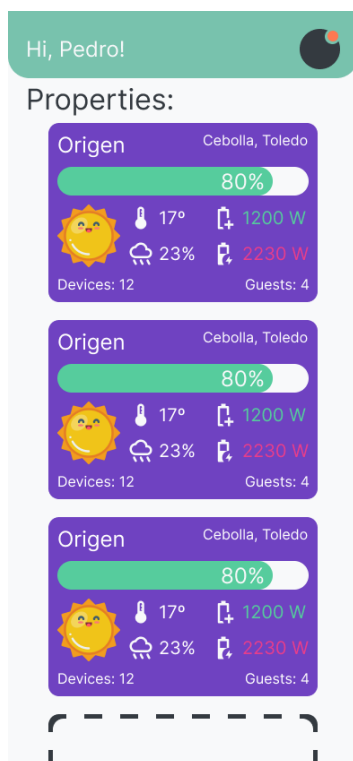 Hi, Pedro!
Properties:
Origen
Cebolla, Toledo
80%
17º
1200 W
23%
2230 W
Devices: 12
Guests: 4
Origen
Cebolla, Toledo
80%
17º
1200 W
23%
2230 W
Devices: 12
Guests: 4
Origen
Cebolla, Toledo
80%
17º
1200 W
23%
2230 W
Devices: 12
Guests: 4